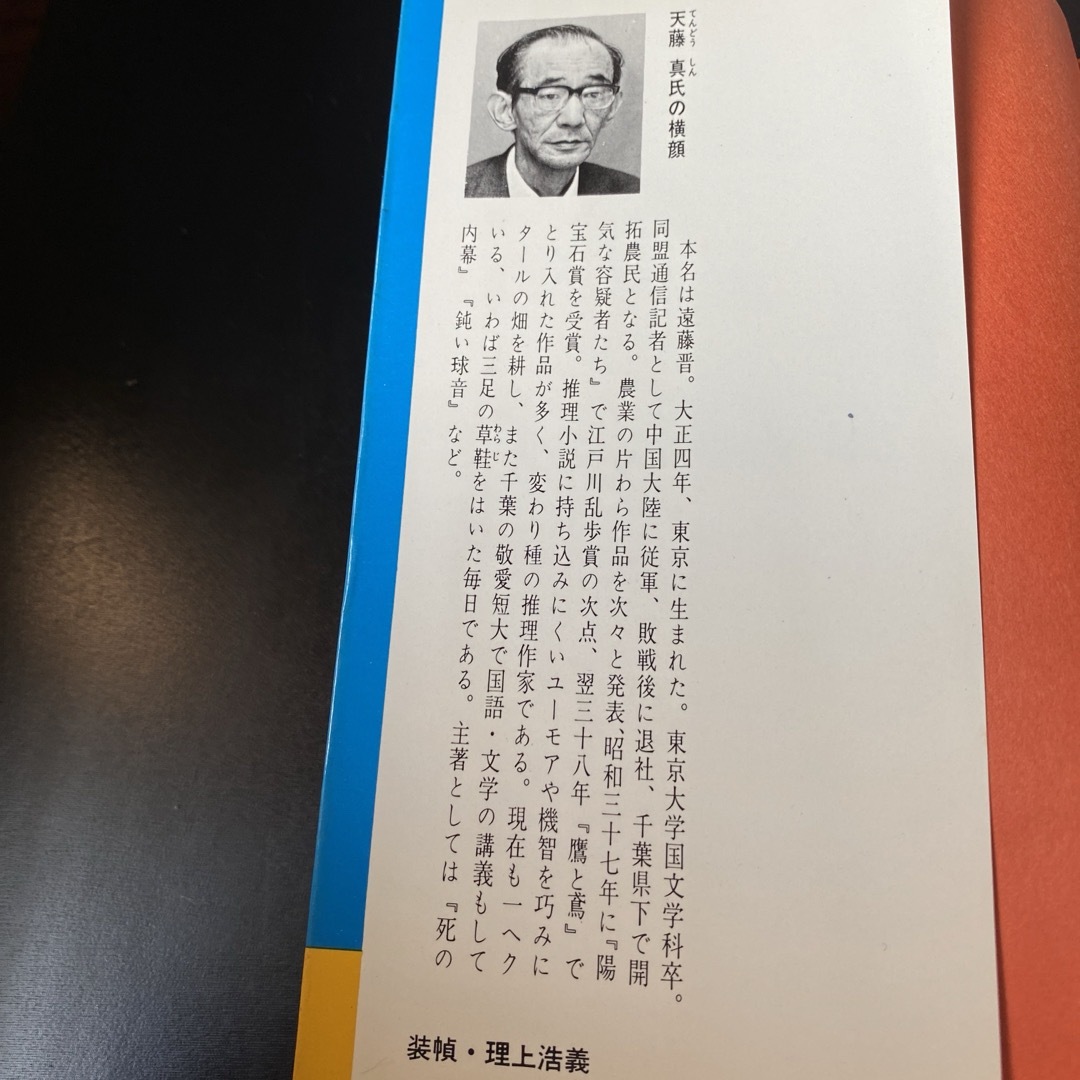 天藤 真氏の横顔
てんどう しん
本名は遠藤晋。大正四年、東京に生まれた。東京大学国文学科卒。
同盟通信記者として中国大陸に従軍、敗戦後に退社、千葉県下で開
拓農民となる。農業の片わら作品を次々と発表、昭和三十七年に『陽
気な容疑者たち』で江戸川乱歩賞の次点、翌三十八年『鷹と鳶』で
宝石賞を受賞。推理小説に持ち込みにくいユーモアや機智を巧みに
とり入れた作品が多く、変わり種の推理作家である。現在も一ヘク
タールの畑を耕し、また千葉の敬愛短大で国語・文学の講義もして
いる、いわば三足の草鞋をはいた毎日である。主著としては『死の
わらじ
内幕』『鈍い球音』など。
装幀・理上浩義